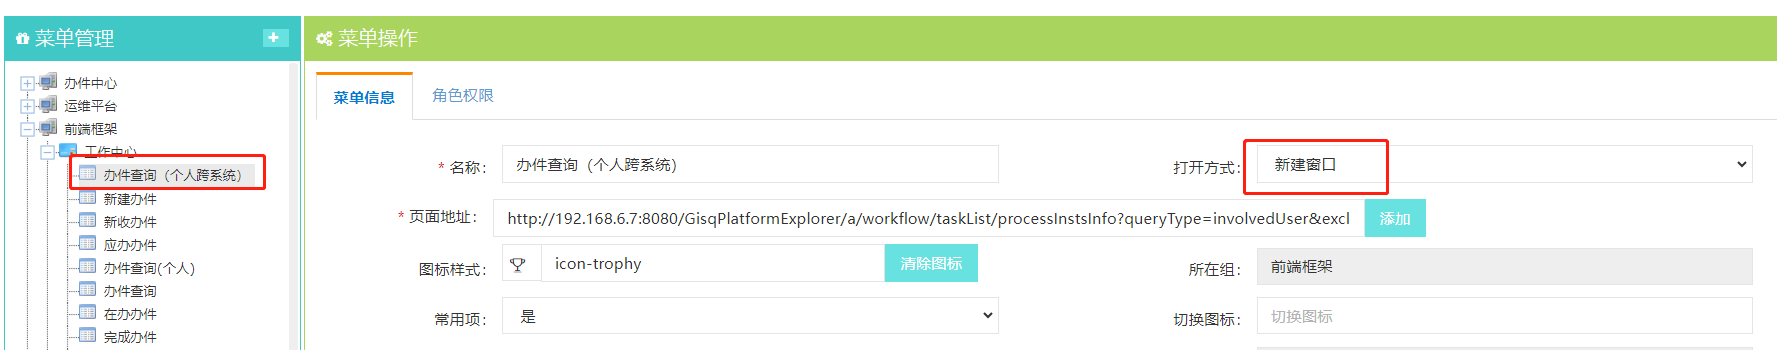 菜单管理
菜单操作
办件中心
运维平台
前端框架
工作中心
办件查询（个人跨系统）
新建办件
新收办件
应办办件
办件查询(个人)
办件查询
在办办件
完成办件
菜单信息
角色权限
* 名称：
办件查询（个人跨系统）
打开方式：
新建窗口
* 页面地址：
http://192.168.6.7:8080/GisqPlatformExplorer/a/workflow/taskList/processInstsInfo?queryType=involvedUser&excl
添加
图标样式：
icon-trophy
清除图标
所在组：
前端框架
常用项：
是
切换图标：
切换图标